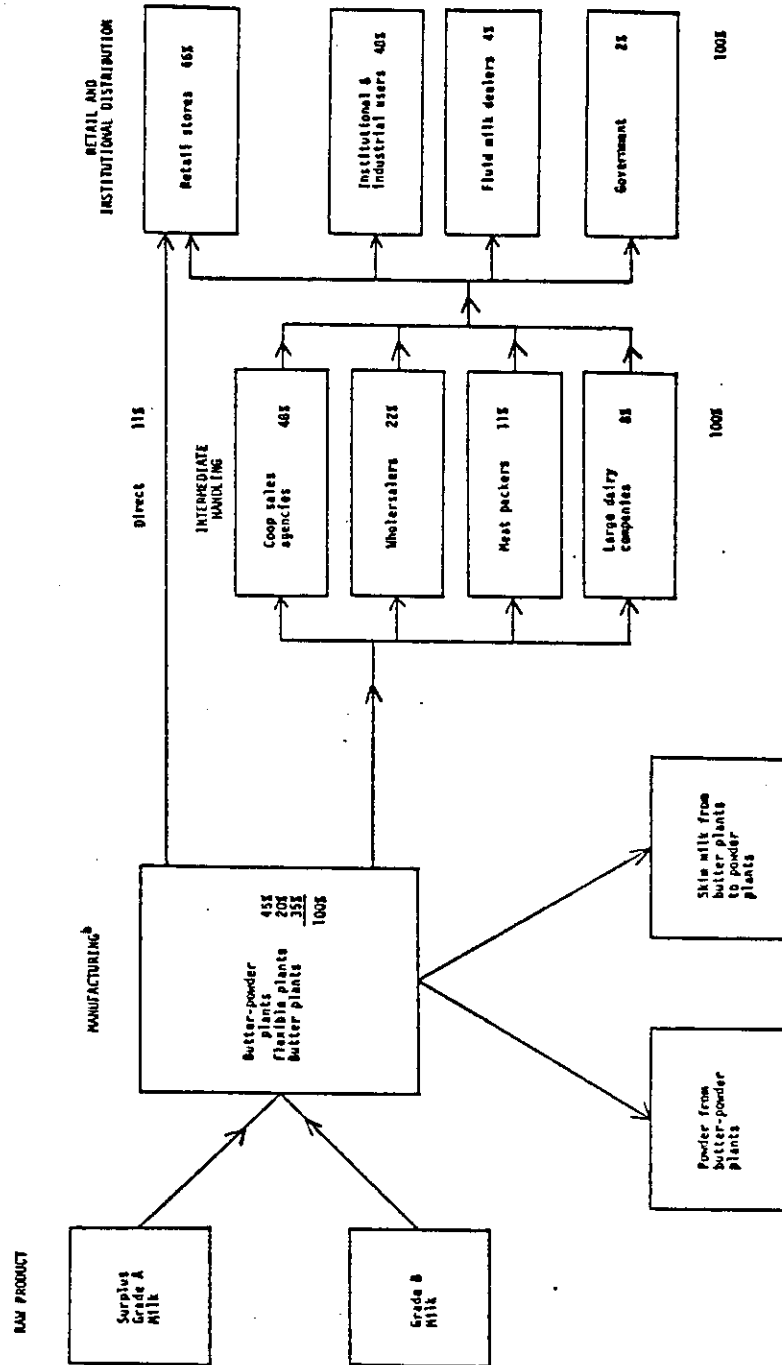 RAW PRODUCT
Surplus
Grade A
Milk
Grade B
Milk
MANUFACTURINGᵇ
Butter-powder
plants 45%
Flexible plants 20%
Butter plants 35%
100%
Powder from
butter-powder
plants
Skim milk from
butter plants
to powder
plants
Direct 11%
INTERMEDIATE
HANDLING
Coop sales
agencies 48%
Wholersalers 22%
Meat packers 11%
Large dairy
companies 8%
100%
RETAIL AND
INSTITUTIONAL DISTRIBUTION
Retail stores 46%
Institutional &
industrial users 48%
Fluid milk dealers 4%
Government 2%
100%